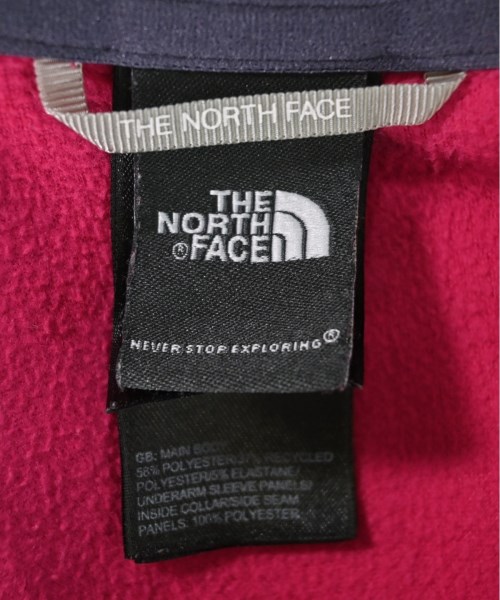 THE NORTH FACE
THE
NORTH
®FACE
NEVER STOP EXPLORING®
GB: MAIN BODY:
58% POLYESTER/37% RECYCLED
POLYESTER/5% ELASTANE/
UNDERARM SLEEVE PANELS/
INSIDE COLLAR/SIDE SEAM
PANELS: 100% POLYESTER